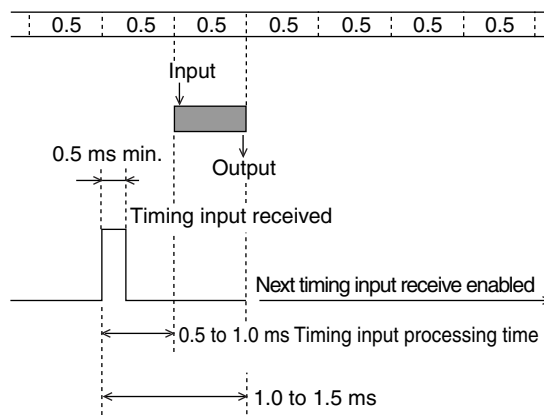 0.5 0.5 0.5 0.5 0.5 0.5 0.5
Input
0.5 ms min.
Output
Timing input received
Next timing input receive enabled
0.5 to 1.0 ms Timing input processing time
1.0 to 1.5 ms